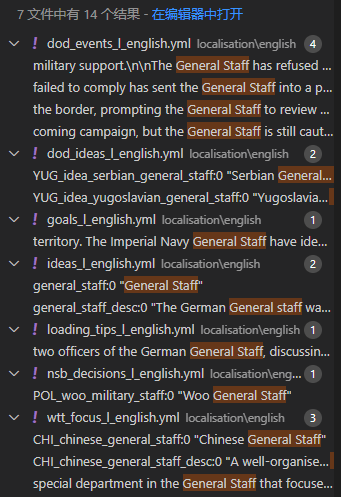 7 文件中有 14 个结果 - 在编辑器中打开
! dod_events_l_english.yml localisation\english 4
military support.\n\nThe General Staff has refused ...
failed to comply has sent the General Staff into a p...
the border, prompting the General Staff to review ...
coming campaign, but the General Staff is still caut...
! dod_ideas_l_english.yml localisation\english 2
YUG_idea_serbian_general_staff:0 "Serbian General...
YUG_idea_yugoslavian_general_staff:0 "Yugoslavia...
! goals_l_english.yml localisation\english 1
territory. The Imperial Navy General Staff have ide...
! ideas_l_english.yml localisation\english 2
general_staff:0 "General Staff"
general_staff_desc:0 "The German General staff wa...
! loading_tips_l_english.yml localisation\english 1
two officers of the German General Staff, discussin...
! nsb_decisions_l_english.yml localisation\eng... 1
POL_woo_military_staff:0 "Woo General Staff"
! wtt_focus_l_english.yml localisation\english 3
CHI_chinese_general_staff:0 "Chinese General Staff"
CHI_chinese_general_staff_desc:0 "A well-organise...
special department in the General Staff that focuse...